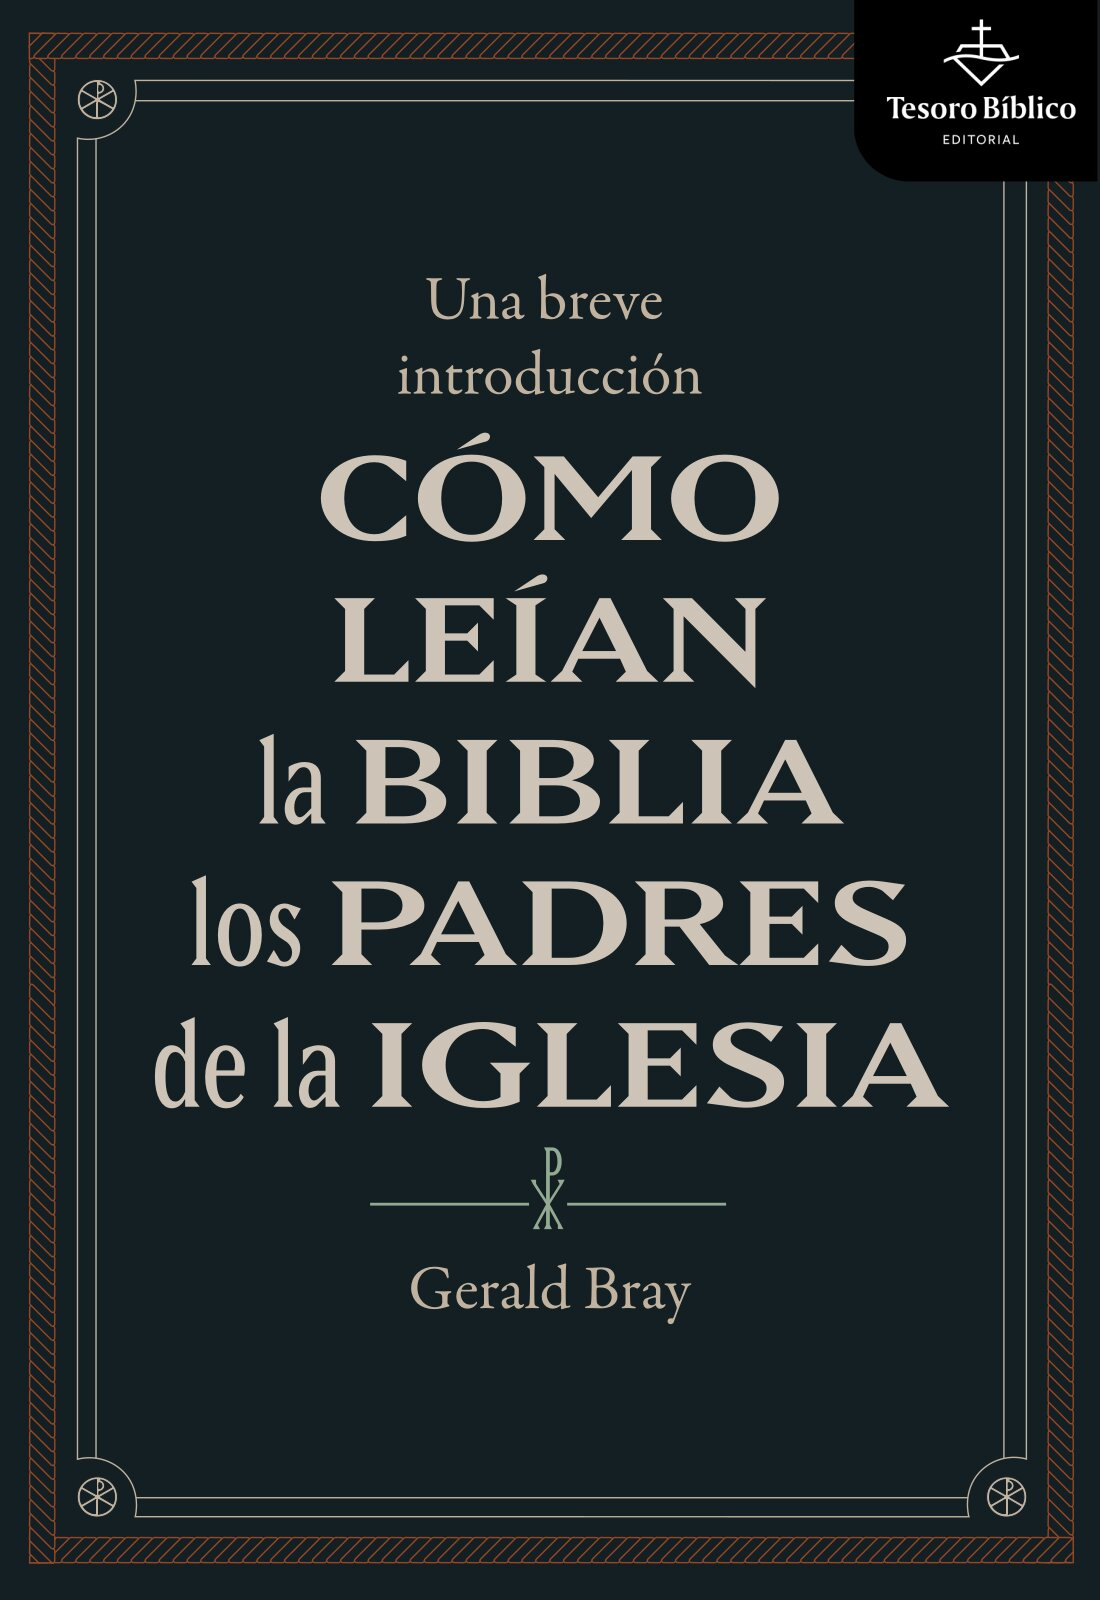 Tesoro Bíblico
EDITORIAL
Una breve
introducción
CÓMO
LEÍAN
la BIBLIA
los PADRES
de la IGLESIA
Gerald Bray